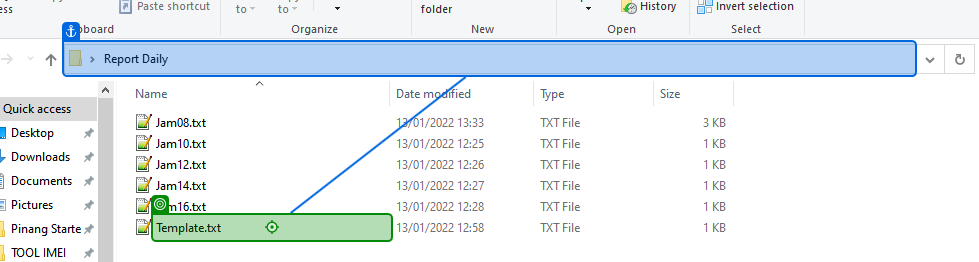 Paste shortcut
to
to
folder
History
Invert selection
Organize
New
Open
Select
Report Daily
Name
Date modified
Type
Size
Quick access
Desktop
Downloads
Documents
Pictures
Pinang Starte
TOOL IMEI
Jam08.txt 13/01/2022 13:33 TXT File 3 KB
Jam10.txt 13/01/2022 12:25 TXT File 1 KB
Jam12.txt 13/01/2022 12:26 TXT File 1 KB
Jam14.txt 13/01/2022 12:27 TXT File 1 KB
m16.txt 13/01/2022 12:28 TXT File 1 KB
Template.txt 13/01/2022 12:58 TXT File 1 KB